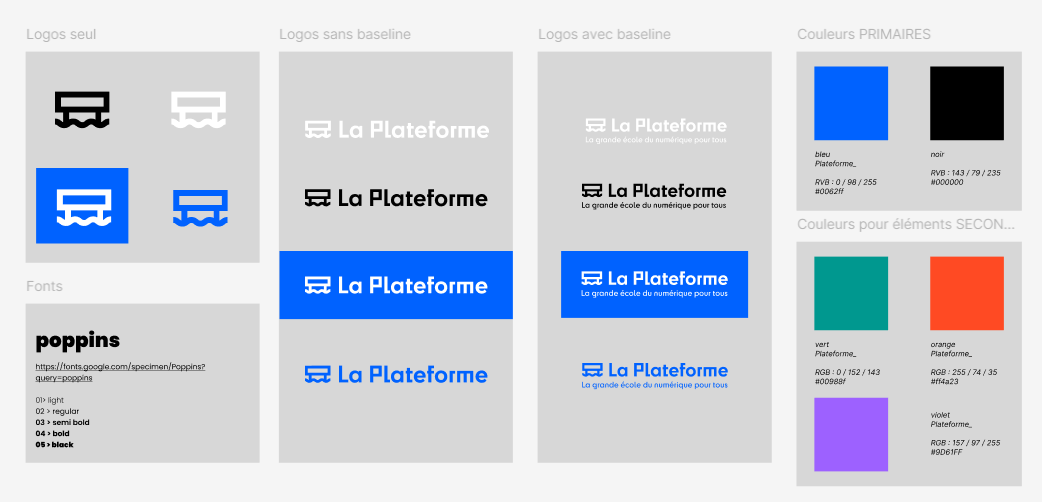 Logos seul
Fonts
poppins
https://fonts.google.com/specimen/Poppins?
query=poppins
01> light
02 > regular
03 > semi bold
04 > bold
05 > black
Logos sans baseline
La Plateforme
La Plateforme
La Plateforme
La Plateforme
Logos avec baseline
La Plateforme
La grande école du numérique pour tous
La Plateforme
La grande école du numérique pour tous
La Plateforme
La grande école du numérique pour tous
La Plateforme
La grande école du numérique pour tous
Couleurs PRIMAIRES
bleu
Plateforme_
RVB : 0 / 98 / 255
#0062ff
noir
RVB : 143 / 79 / 235
#000000
Couleurs pour éléments SECON...
vert
Plateforme_
RGB : 0 / 152 / 143
#00988f
orange
Plateforme_
RGB : 255 / 74 / 35
#ff4a23
violet
Plateforme_
RGB : 157 / 97 / 255
#9D61FF